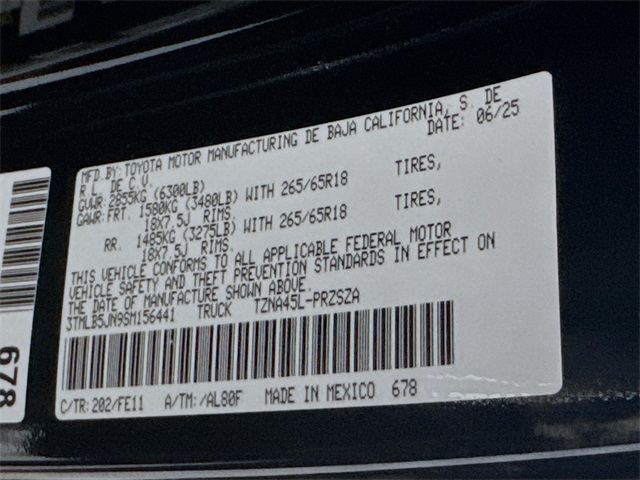 MFD.BY:TOYOTA MOTOR MANUFACTURING DE BAJA CALIFORNIA, S. DE
R.L. DE C.V. DATE: 06/25
GVWR:2855KG (6300LB)
GAWR:FRT. 1580KG (3480LB) WITH 265/65R18 TIRES,
18X7.5J RIMS.
RR. 1485KG (3275LB) WITH 265/65R18 TIRES,
18X7.5J RIMS.
THIS VEHICLE CONFORMS TO ALL APPLICABLE FEDERAL MOTOR
VEHICLE SAFETY AND THEFT PREVENTION STANDARDS IN EFFECT ON
THE DATE OF MANUFACTURE SHOWN ABOVE.
3TMLB5JN9SM156441 TRUCK TZNA45L-PRZSZA
C/TR:202/FE11 A/TM:/AL80F MADE IN MEXICO 678
678